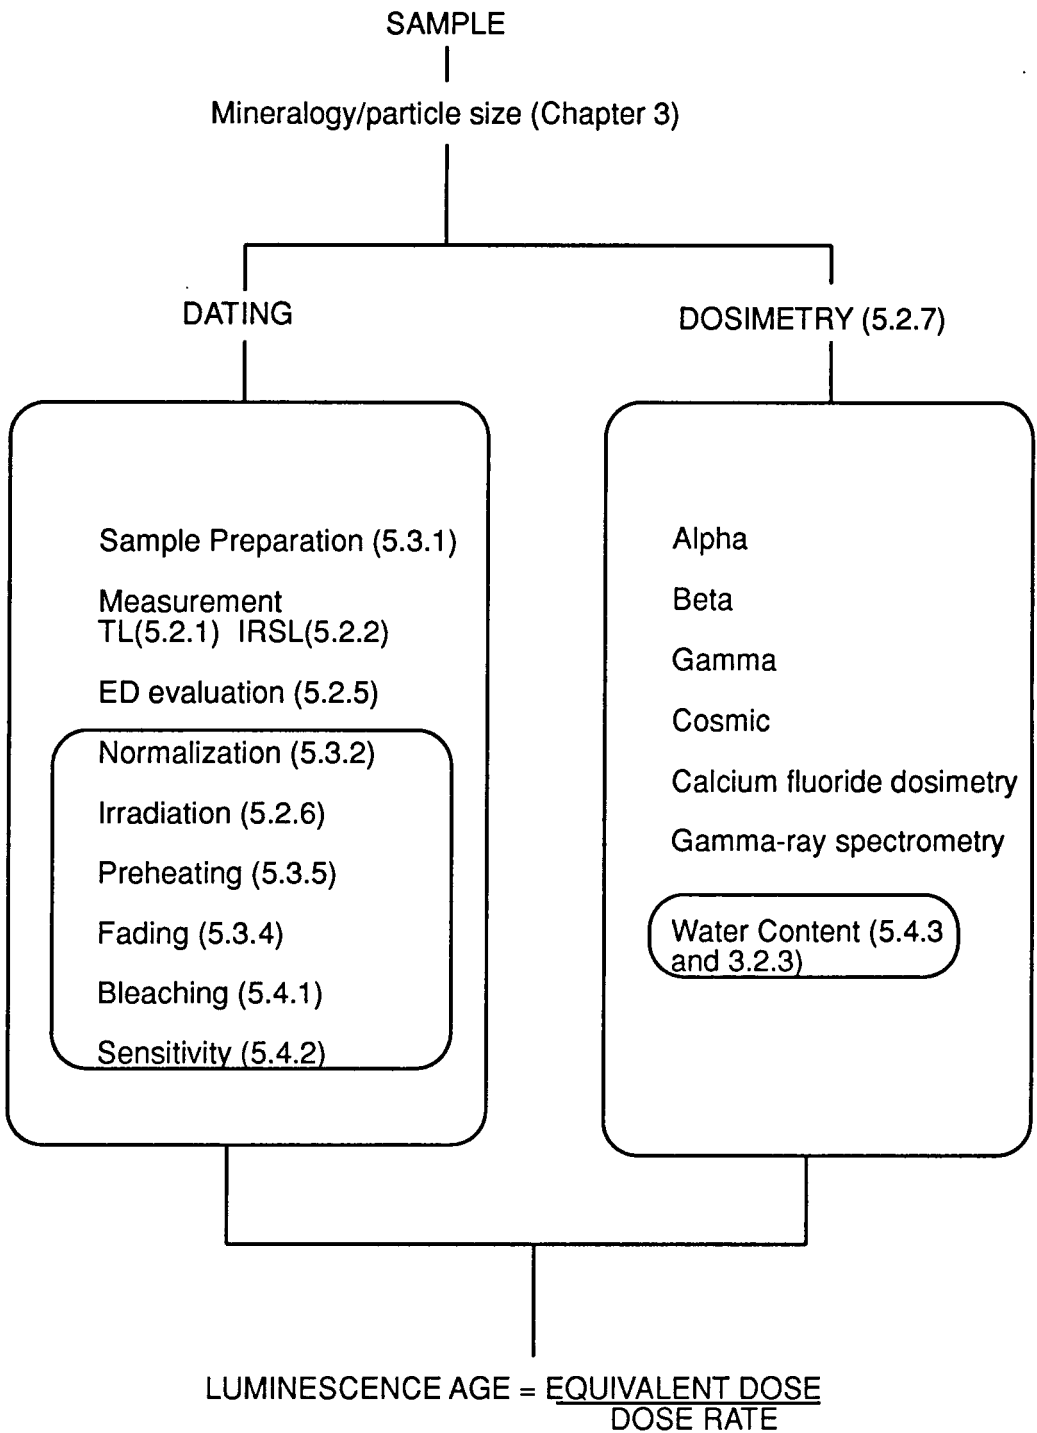 SAMPLE
Mineralogy/particle size (Chapter 3)
DATING
DOSIMETRY (5.2.7)
Sample Preparation (5.3.1)
Measurement
TL(5.2.1) IRSL(5.2.2)
ED evaluation (5.2.5)
Normalization (5.3.2)
Irradiation (5.2.6)
Preheating (5.3.5)
Fading (5.3.4)
Bleaching (5.4.1)
Sensitivity (5.4.2)
Alpha
Beta
Gamma
Cosmic
Calcium fluoride dosimetry
Gamma-ray spectrometry
Water Content (5.4.3
and 3.2.3)
LUMINESCENCE AGE = EQUIVALENT DOSE
DOSE RATE